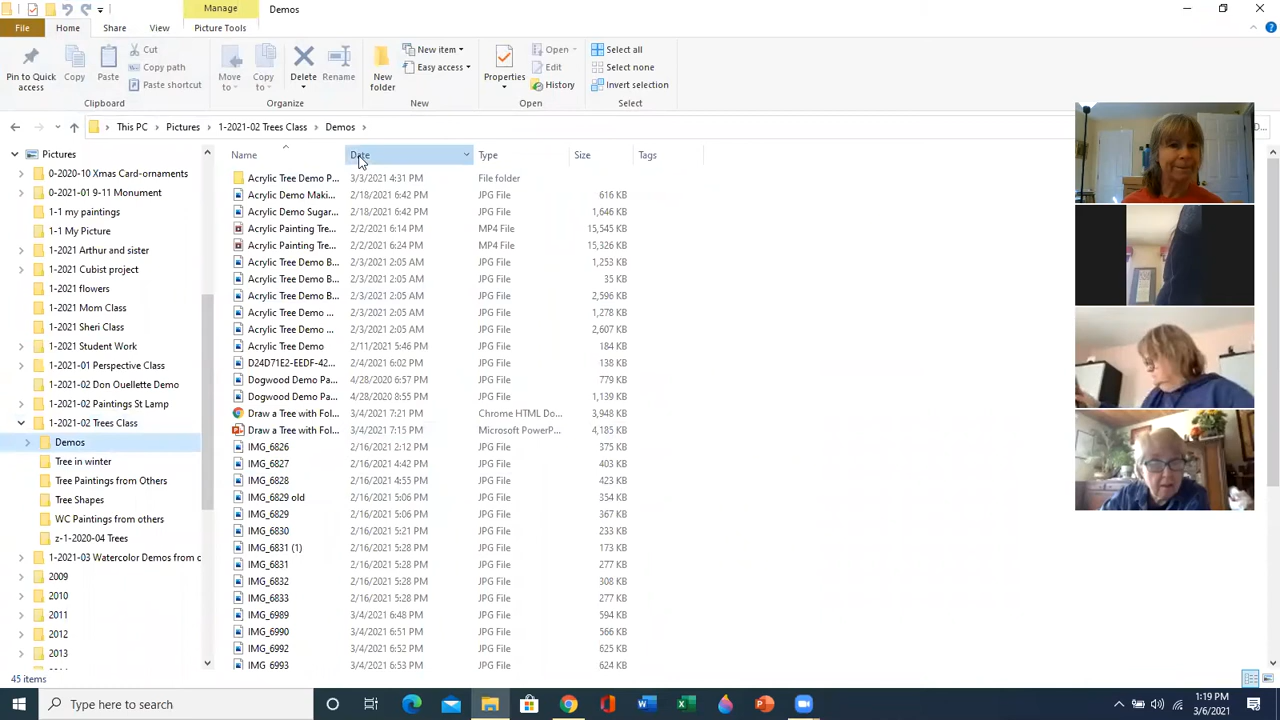 Manage
Demos
File
Home
Share
View
Picture Tools
Pin to Quick access
Copy
Paste
Cut
Copy path
Paste shortcut
Clipboard
Move to
Copy to
Delete
Rename
Organize
New folder
New item
Easy access
New
Properties
Open
Edit
History
Open
Select all
Select none
Invert selection
Select
This PC
Pictures
1-2021-02 Trees Class
Demos
D...
Pictures
0-2020-10 Xmas Card-ornaments
0-2021-01 9-11 Monument
1-1 my paintings
1-1 My Picture
1-2021 Arthur and sister
1-2021 Cubist project
1-2021 flowers
1-2021 Mom Class
1-2021 Sheri Class
1-2021 Student Work
1-2021-01 Perspective Class
1-2021-02 Don Ouellette Demo
1-2021-02 Paintings St Lamp
1-2021-02 Trees Class
Demos
Tree in winter
Tree Paintings from Others
Tree Shapes
WC Paintings from others
z-1-2020-04 Trees
1-2021-03 Watercolor Demos from c
2009
2010
2011
2012
2013
Name Date Type Size Tags
Acrylic Tree Demo P... 3/3/2021 4:31 PM File folder
Acrylic Demo Maki... 2/18/2021 6:42 PM JPG File 616 KB
Acrylic Demo Sugar... 2/18/2021 6:42 PM JPG File 1,646 KB
Acrylic Painting Tre... 2/2/2021 6:14 PM MP4 File 15,545 KB
Acrylic Painting Tre... 2/2/2021 6:24 PM MP4 File 15,326 KB
Acrylic Tree Demo B... 2/3/2021 2:05 AM JPG File 1,253 KB
Acrylic Tree Demo B... 2/3/2021 2:05 AM JPG File 35 KB
Acrylic Tree Demo B... 2/3/2021 2:05 AM JPG File 2,596 KB
Acrylic Tree Demo ... 2/3/2021 2:05 AM JPG File 1,278 KB
Acrylic Tree Demo ... 2/3/2021 2:05 AM JPG File 2,607 KB
Acrylic Tree Demo 2/11/2021 5:46 PM JPG File 184 KB
D24D71E2-EEDF-42... 2/4/2021 6:02 PM JPG File 138 KB
Dogwood Demo Pa... 4/28/2020 6:57 PM JPG File 779 KB
Dogwood Demo Pa... 4/28/2020 8:55 PM JPG File 1,139 KB
Draw a Tree with Fol... 3/4/2021 7:21 PM Chrome HTML Do... 3,948 KB
Draw a Tree with Fol... 3/4/2021 7:15 PM Microsoft PowerP... 4,185 KB
IMG_6826 2/16/2021 2:12 PM JPG File 375 KB
IMG_6827 2/16/2021 4:42 PM JPG File 403 KB
IMG_6828 2/16/2021 4:55 PM JPG File 423 KB
IMG_6829 old 2/16/2021 5:06 PM JPG File 354 KB
IMG_6829 2/16/2021 5:06 PM JPG File 367 KB
IMG_6830 2/16/2021 5:21 PM JPG File 233 KB
IMG_6831 (1) 2/16/2021 5:28 PM JPG File 173 KB
IMG_6831 2/16/2021 5:28 PM JPG File 277 KB
IMG_6832 2/16/2021 5:28 PM JPG File 308 KB
IMG_6833 2/16/2021 5:28 PM JPG File 277 KB
IMG_6989 3/4/2021 6:48 PM JPG File 594 KB
IMG_6990 3/4/2021 6:51 PM JPG File 566 KB
IMG_6992 3/4/2021 6:52 PM JPG File 625 KB
IMG_6993 3/4/2021 6:53 PM JPG File 624 KB
45 items
Type here to search
1:19 PM
3/6/2021